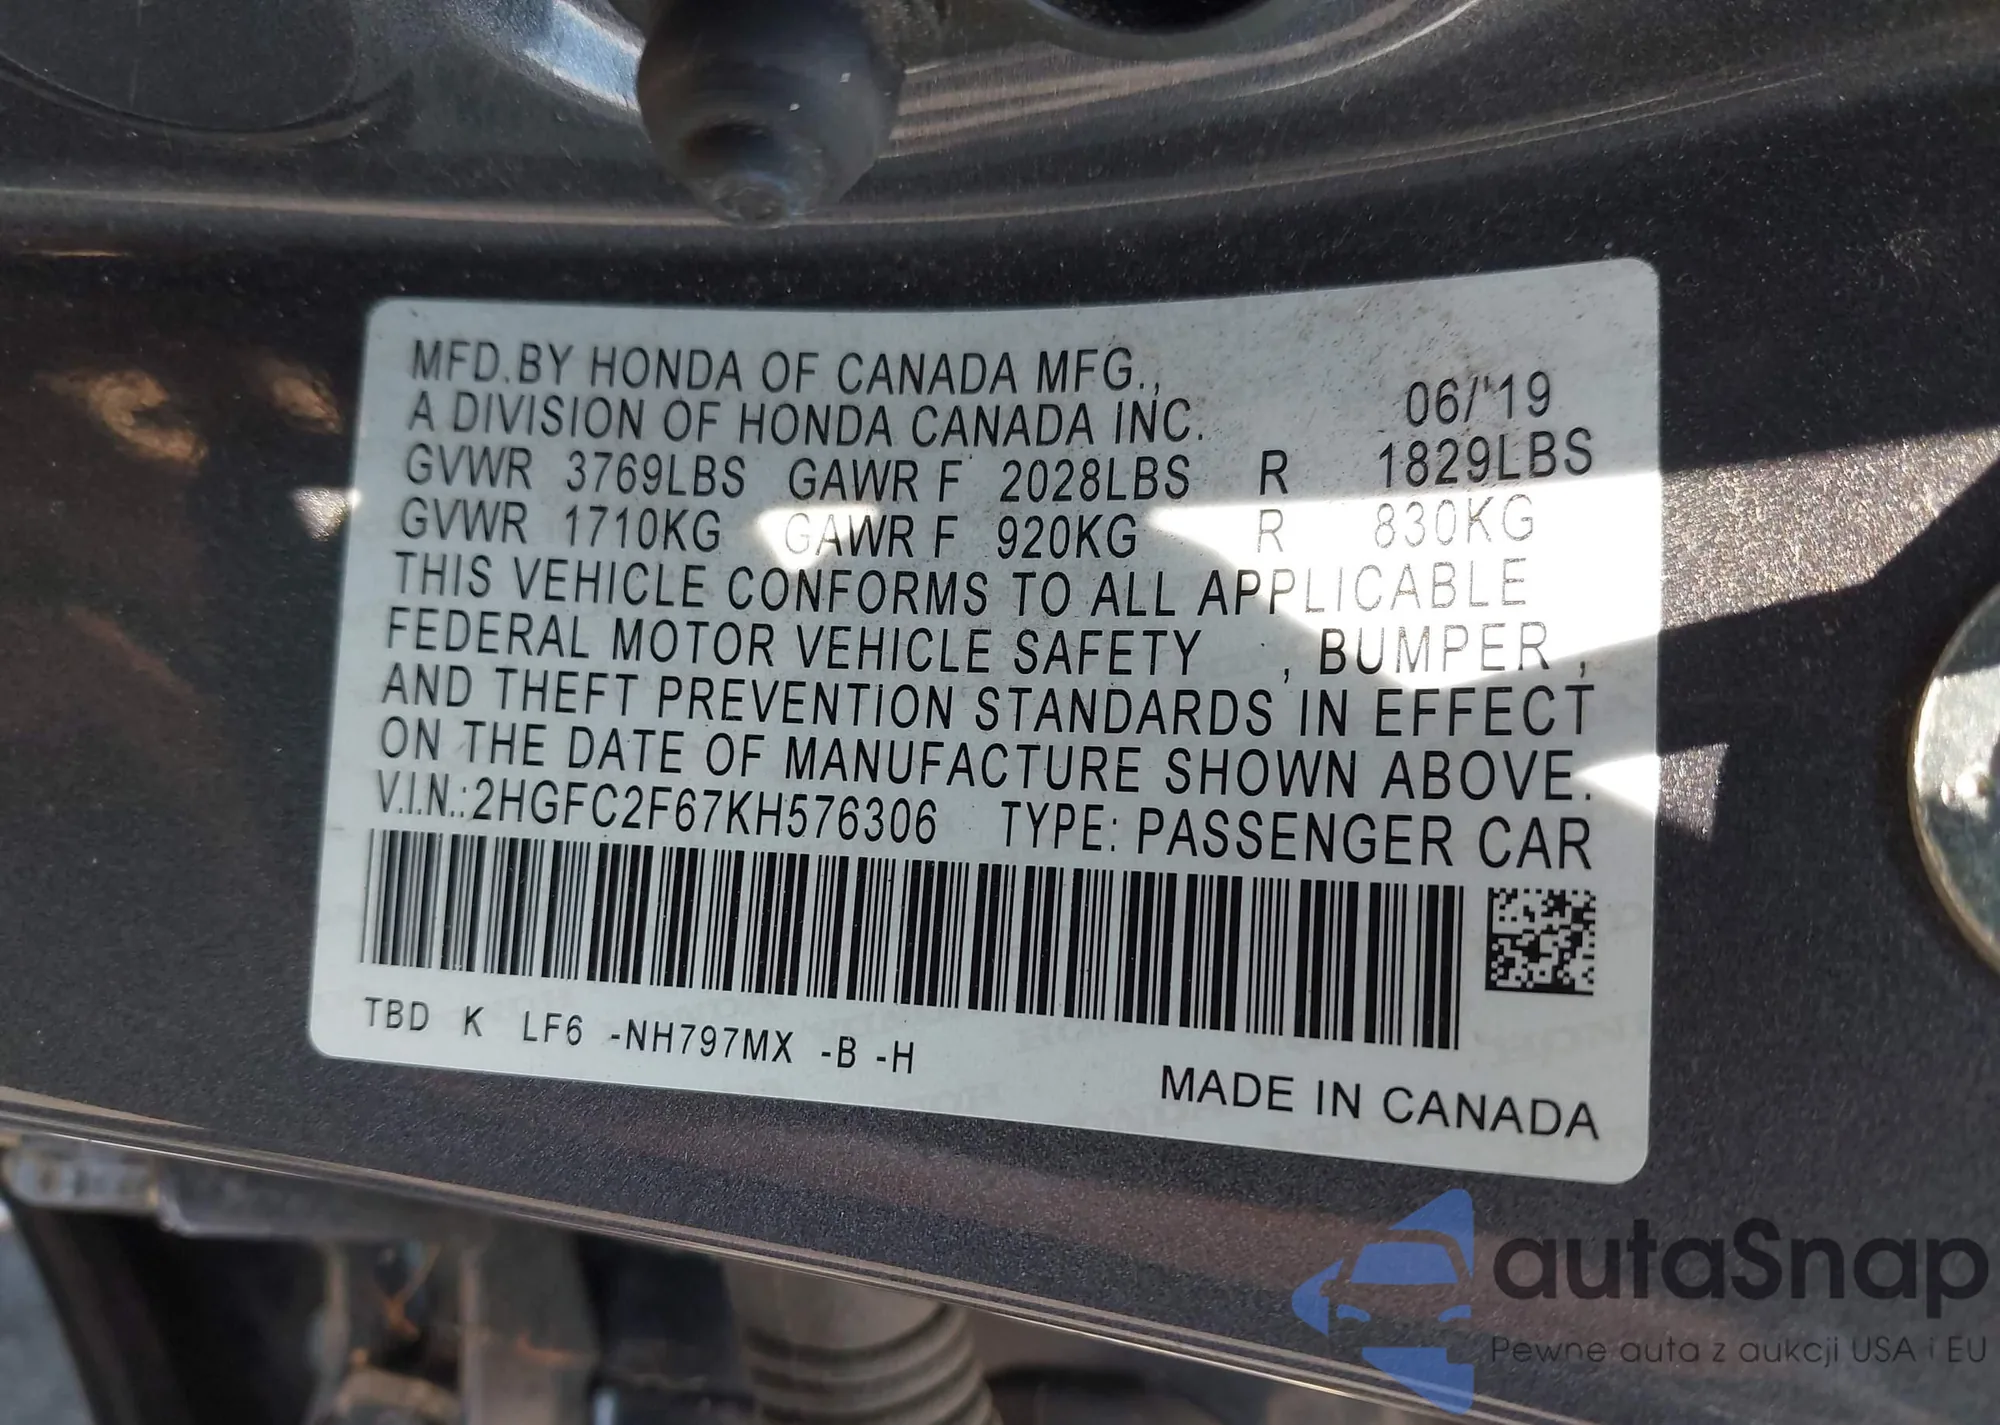 MFD.BY HONDA OF CANADA MFG.,
A DIVISION OF HONDA CANADA INC. 06/'19
GVWR 3769LBS GAWR F 2028LBS R 1829LBS
GVWR 1710KG GAWR F 920KG R 830KG
THIS VEHICLE CONFORMS TO ALL APPLICABLE
FEDERAL MOTOR VEHICLE SAFETY , BUMPER ,
AND THEFT PREVENTION STANDARDS IN EFFECT
ON THE DATE OF MANUFACTURE SHOWN ABOVE.
V.I.N.:2HGFC2F67KH576306 TYPE: PASSENGER CAR
TBD K LF6 -NH797MX -B -H
MADE IN CANADA
autaSnap
Pewne auta z aukcji USA i EU